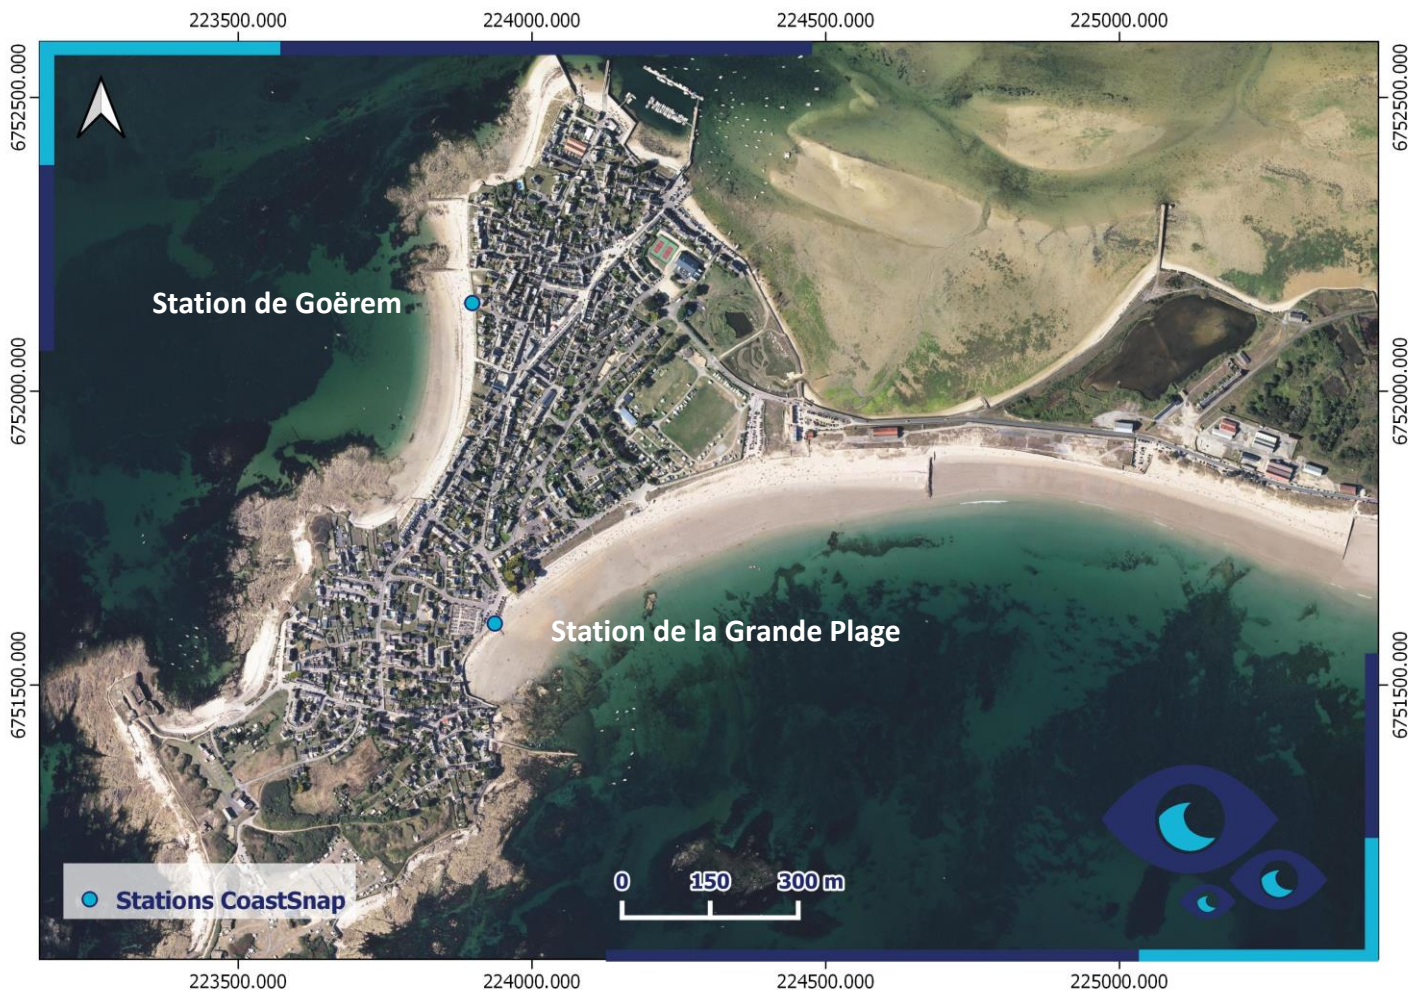 223500.000 224000.000 224500.000 225000.000
6752500.000 6752500.000
Station de Goërem
6752000.000 6752000.000
Station de la Grande Plage
6751500.000 6751500.000
0 150 300 m
Stations CoastSnap
223500.000 224000.000 224500.000 225000.000